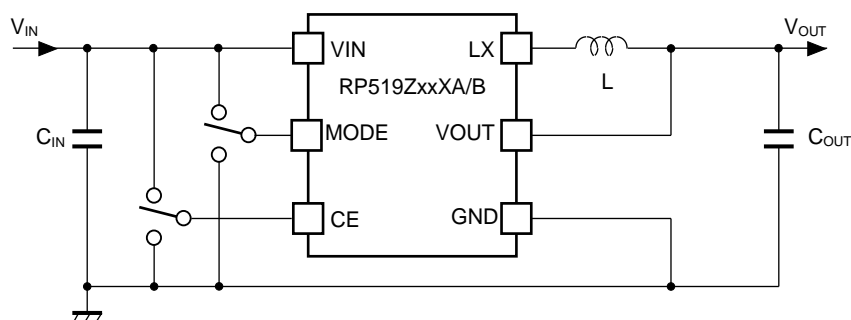 VIN
VOUT
VIN
LX
RP519ZxxXA/B
L
CIN
MODE
VOUT
COUT
CE
GND